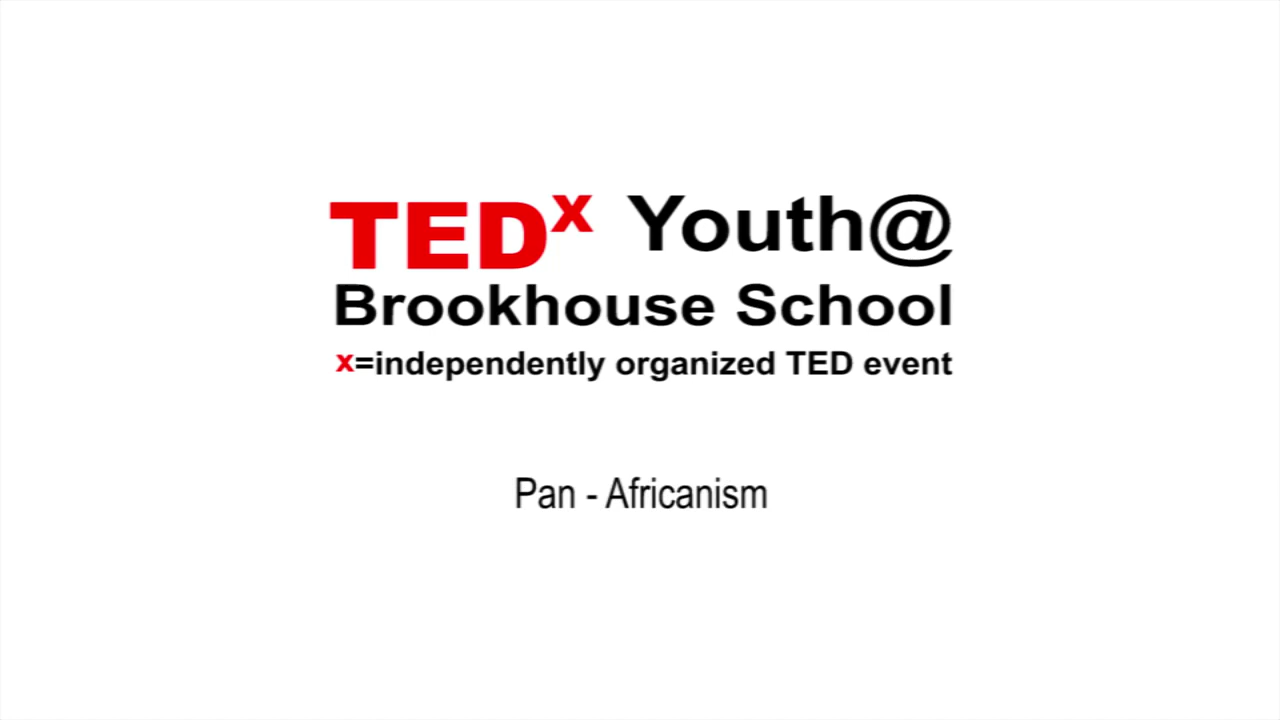 TEDx Youth@
Brookhouse School
x=independently organized TED event
Pan - Africanism